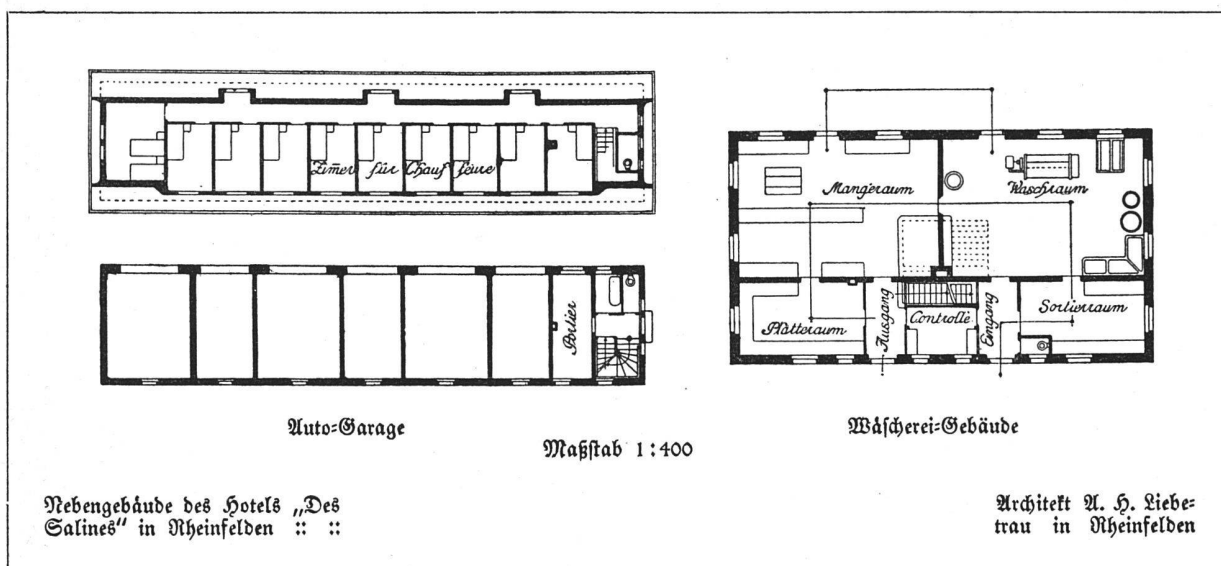 Zimer für Chauffeure
Portier
Mangeraum
Waschraum
Plätteraum
Ausgang
Controlle
Eingang
Sortierraum
Auto-Garage
Wäscherei-Gebäude
Maßstab 1:400
Nebengebäude des Hotels „Des
Salines“ in Rheinfelden :: ::
Architekt A. H. Liebe-
trau in Rheinfelden